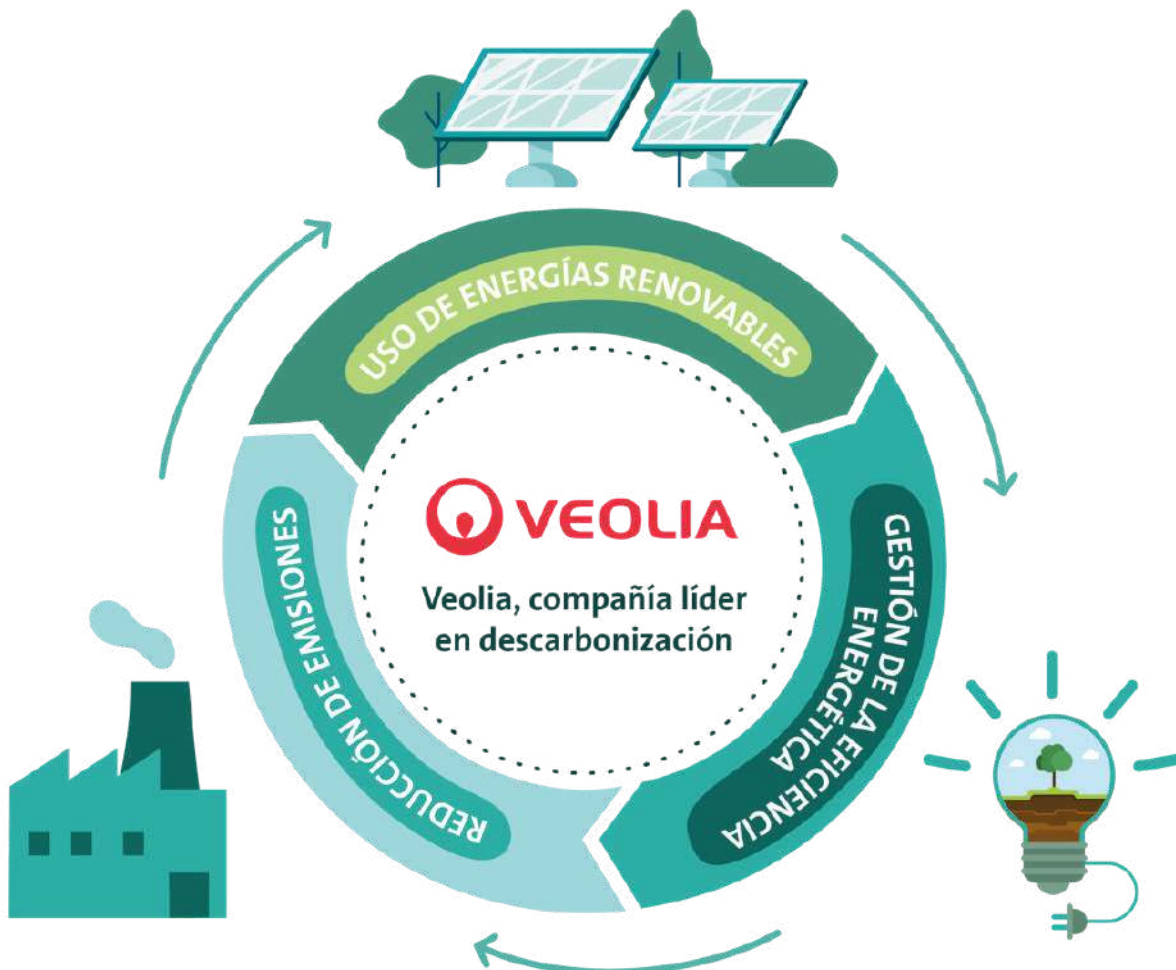 USO DE ENERGÍAS RENOVABLES
GESTIÓN DE LA EFICIENCIA
ENERGÉTICA
REDUCCIÓN DE EMISIONES
VEOLIA
Veolia, compañía líder
en descarbonización